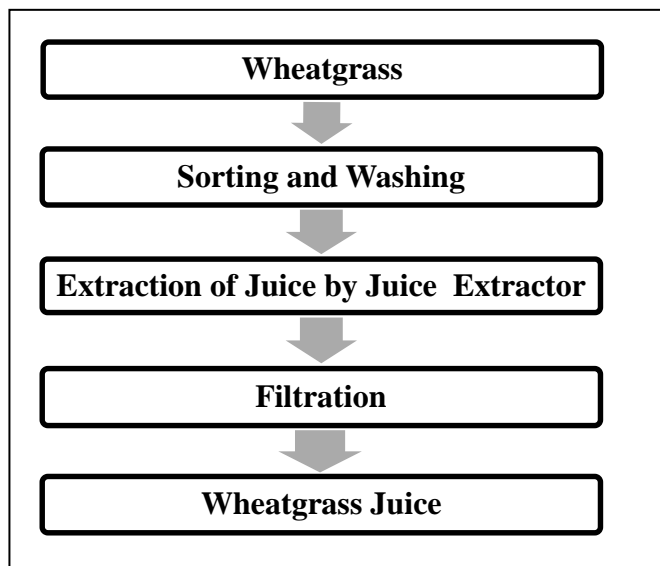 Wheatgrass
Sorting and Washing
Extraction of Juice by Juice Extractor
Filtration
Wheatgrass Juice